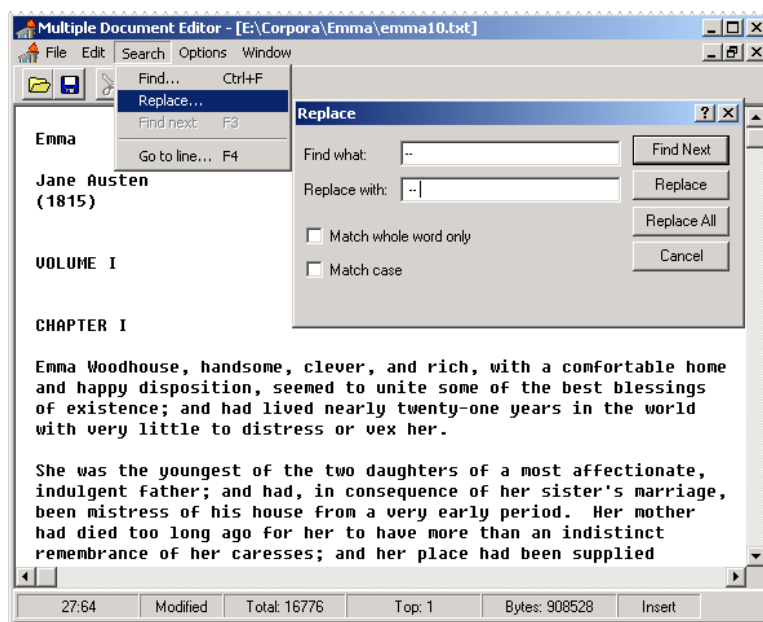 Multiple Document Editor - [E:\Corpora\Emma\emma10.txt]
File Edit Search Options Window
Find... Ctrl+F
Replace...
Find next F3
Go to line... F4
Replace
Find what: --
Replace with: --
Match whole word only
Match case
Find Next
Replace
Replace All
Cancel
Emma
Jane Austen
(1815)
VOLUME I
CHAPTER I
Emma Woodhouse, handsome, clever, and rich, with a comfortable home
and happy disposition, seemed to unite some of the best blessings
of existence; and had lived nearly twenty-one years in the world
with very little to distress or vex her.
She was the youngest of the two daughters of a most affectionate,
indulgent father; and had, in consequence of her sister's marriage,
been mistress of his house from a very early period.  Her mother
had died too long ago for her to have more than an indistinct
remembrance of her caresses; and her place had been supplied
27:64 Modified Total: 16776 Top: 1 Bytes: 908528 Insert